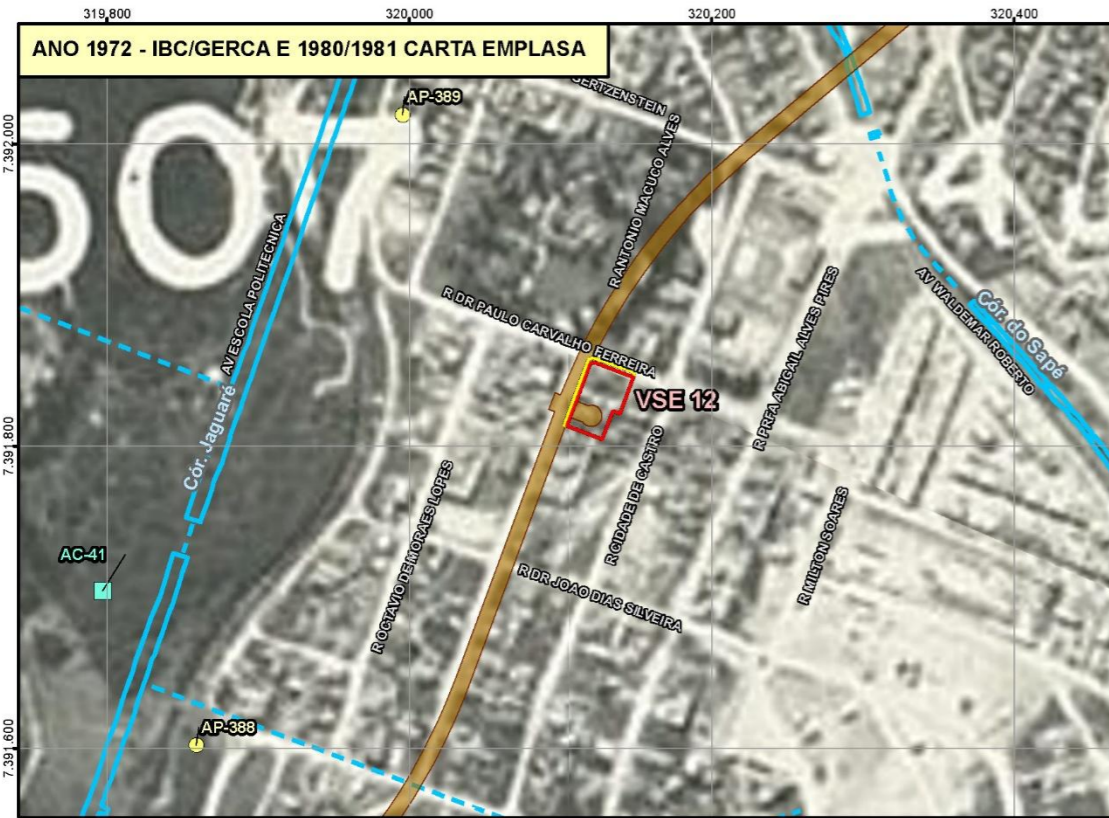 319,800
320,000
320,200
320,400
ANO 1972 - IBC/GERCA E 1980/1981 CARTA EMPLASA
7.392.000
7.391.800
7.391.600
507
AP-389
GERTZENSTEIN
R ANTONIO MACUCO ALVES
AV ESCOLA POLITECNICA
R DR PAULO CARVALHO FERREIRA
R PRFA ABIGAIL ALVES PIRES
AV WALDEMAR ROBERTO
Cór. do Sapé
VSE 12
Cór. Jaguaré
R OCTAVIO DE MORAES LOPES
R CIDADE DE CASTRO
R MILTON SOARES
AC-41
R DR JOAO DIAS SILVEIRA
AP-388